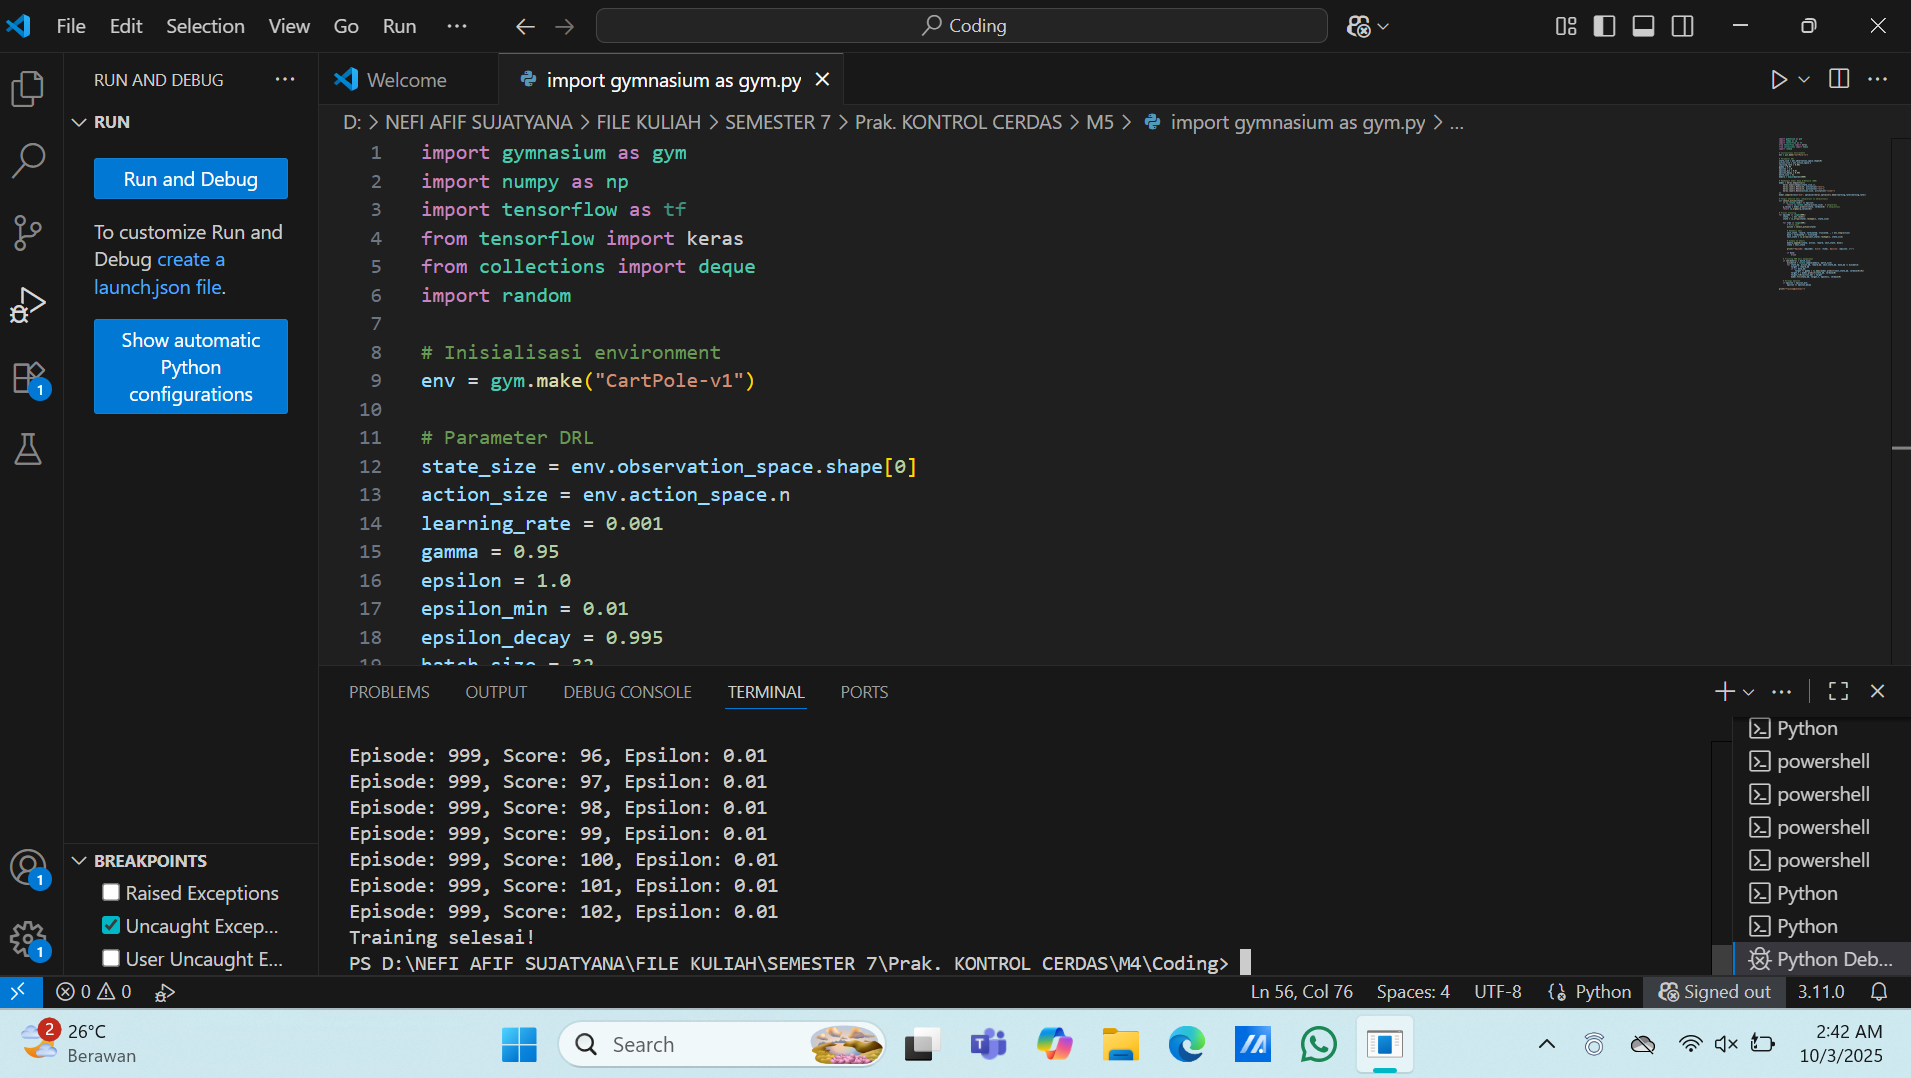 File Edit Selection View Go Run ... Coding
RUN AND DEBUG
Welcome
import gymnasium as gym.py
RUN
Run and Debug
To customize Run and
Debug create a
launch.json file.
Show automatic
Python
configurations
D: > NEFI AFIF SUJATYANA > FILE KULIAH > SEMESTER 7 > Prak. KONTROL CERDAS > M5 > import gymnasium as gym.py > ...
1 import gymnasium as gym
2 import numpy as np
3 import tensorflow as tf
4 from tensorflow import keras
5 from collections import deque
6 import random
7
8 # Inisialisasi environment
9 env = gym.make("CartPole-v1")
10
11 # Parameter DRL
12 state_size = env.observation_space.shape[0]
13 action_size = env.action_space.n
14 learning_rate = 0.001
15 gamma = 0.95
16 epsilon = 1.0
17 epsilon_min = 0.01
18 epsilon_decay = 0.995
19 batch_size = 32
PROBLEMS OUTPUT DEBUG CONSOLE TERMINAL PORTS
Episode: 999, Score: 96, Epsilon: 0.01
Episode: 999, Score: 97, Epsilon: 0.01
Episode: 999, Score: 98, Epsilon: 0.01
Episode: 999, Score: 99, Epsilon: 0.01
Episode: 999, Score: 100, Epsilon: 0.01
Episode: 999, Score: 101, Epsilon: 0.01
Episode: 999, Score: 102, Epsilon: 0.01
Training selesai!
PS D:\NEFI AFIF SUJATYANA\FILE KULIAH\SEMESTER 7\Prak. KONTROL CERDAS\M4\Coding>
Python
powershell
powershell
powershell
powershell
Python
Python
Python Deb...
BREAKPOINTS
Raised Exceptions
Uncaught Excep...
User Uncaught E...
1
1
1
0 0
Ln 56, Col 76 Spaces: 4 UTF-8 Python Signed out 3.11.0
2
26°C
Berawan
Search
2:42 AM
10/3/2025